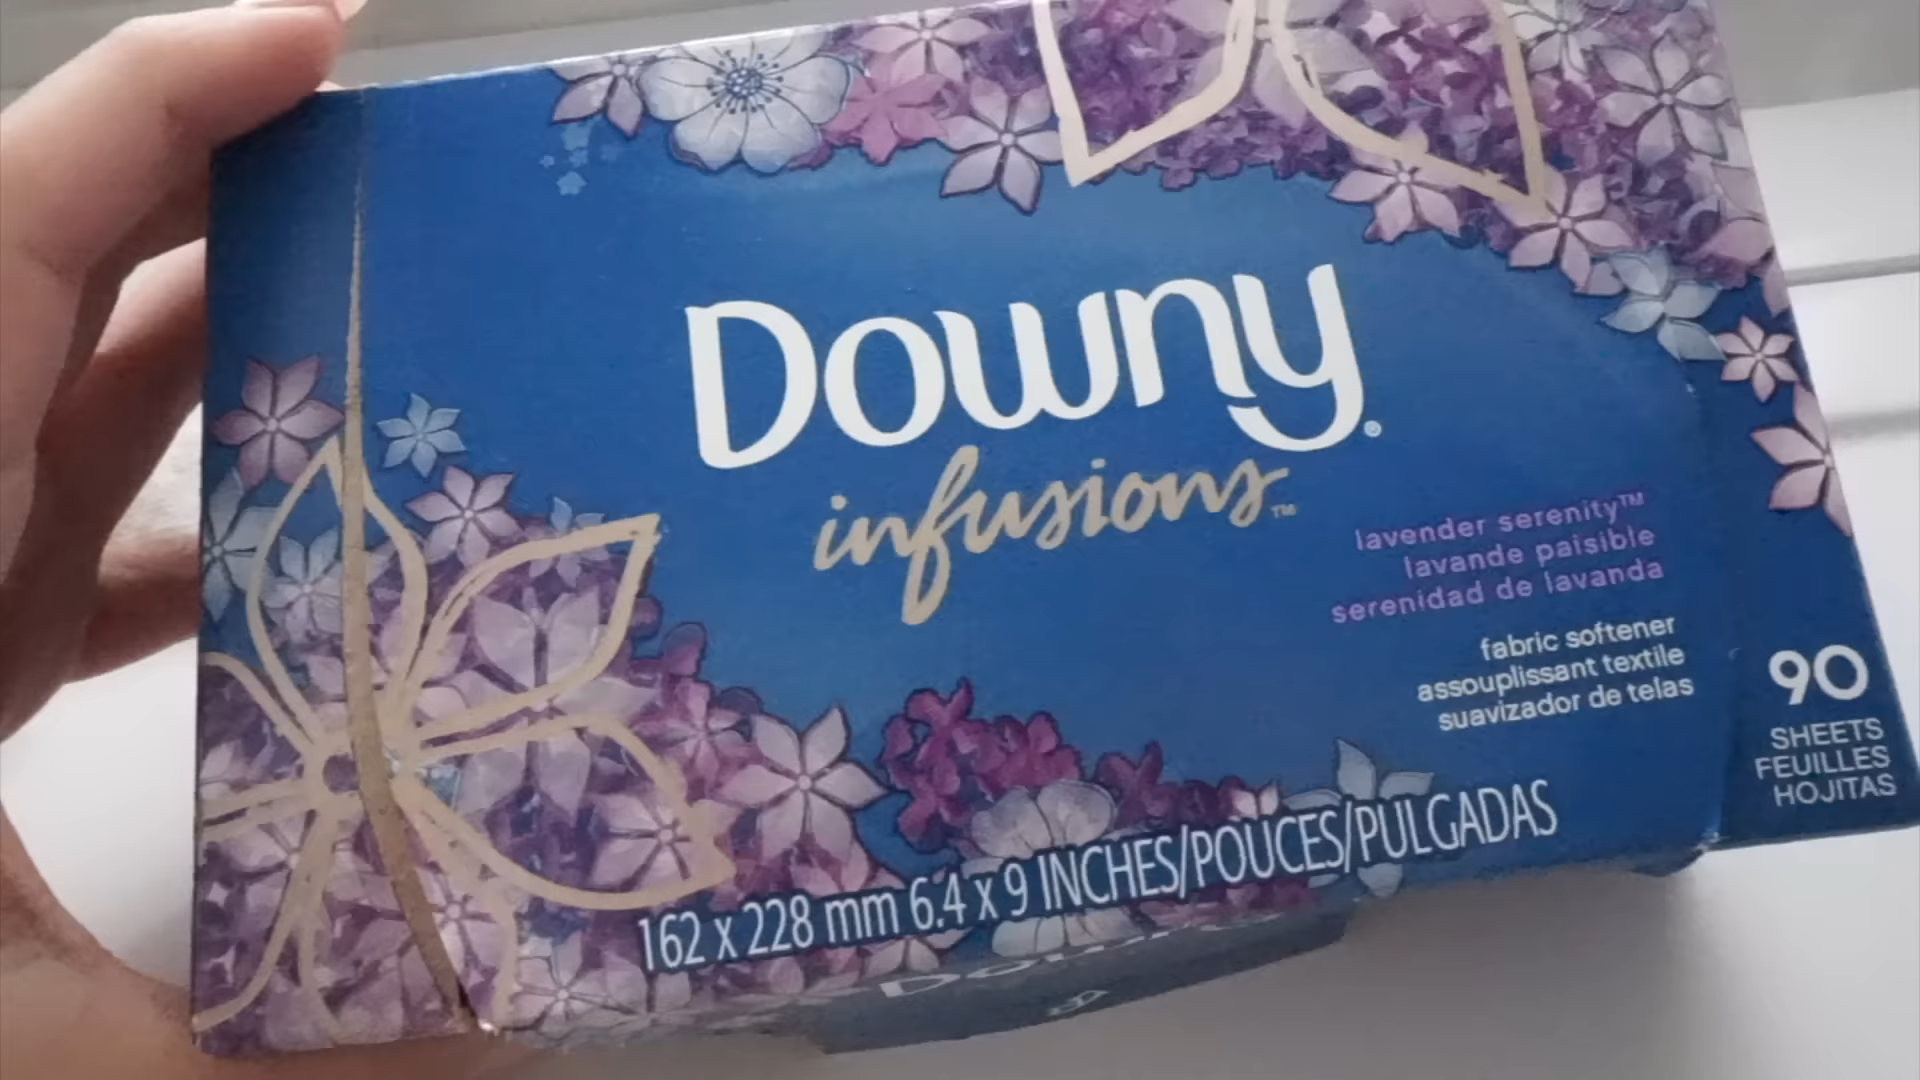 Downy®
infusions™
lavender serenity™
lavande paisible
serenidad de lavanda
fabric softener
assouplissant textile
suavizador de telas
90
SHEETS
FEUILLES
HOJITAS
162 x 228 mm 6.4 x 9 INCHES/POUCES/PULGADAS